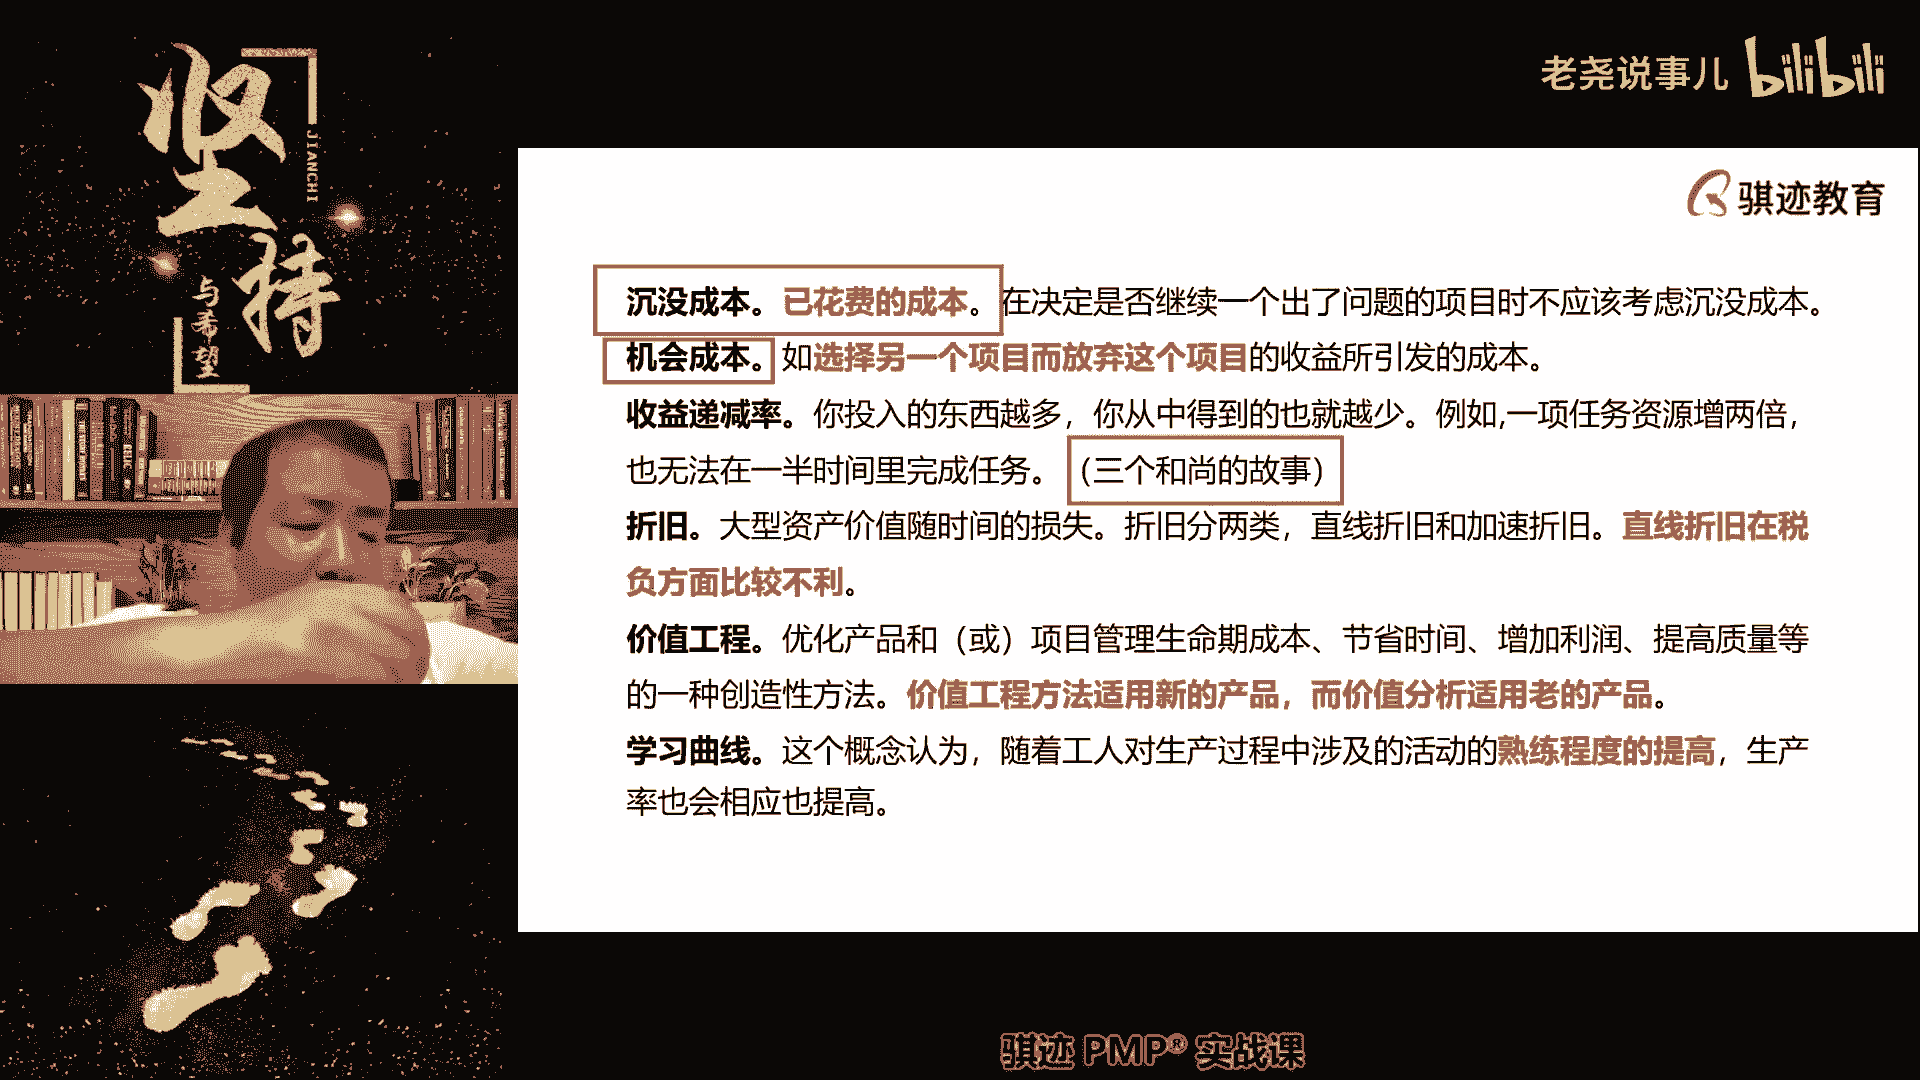 坚持
JIANCHI
与希望
老尧说事儿 bilibili
骐迹教育
沉没成本。已花费的成本。在决定是否继续一个出了问题的项目时不应该考虑沉没成本。
机会成本。如选择另一个项目而放弃这个项目的收益所引发的成本。
收益递减率。你投入的东西越多，你从中得到的也就越少。例如,一项任务资源增两倍，
也无法在一半时间里完成任务。（三个和尚的故事）
折旧。大型资产价值随时间的损失。折旧分两类，直线折旧和加速折旧。直线折旧在税
负方面比较不利。
价值工程。优化产品和（或）项目管理生命期成本、节省时间、增加利润、提高质量等
的一种创造性方法。价值工程方法适用新的产品，而价值分析适用老的产品。
学习曲线。这个概念认为，随着工人对生产过程中涉及的活动的熟练程度的提高，生产
率也会相应也提高。
骐迹 PMP® 实战课